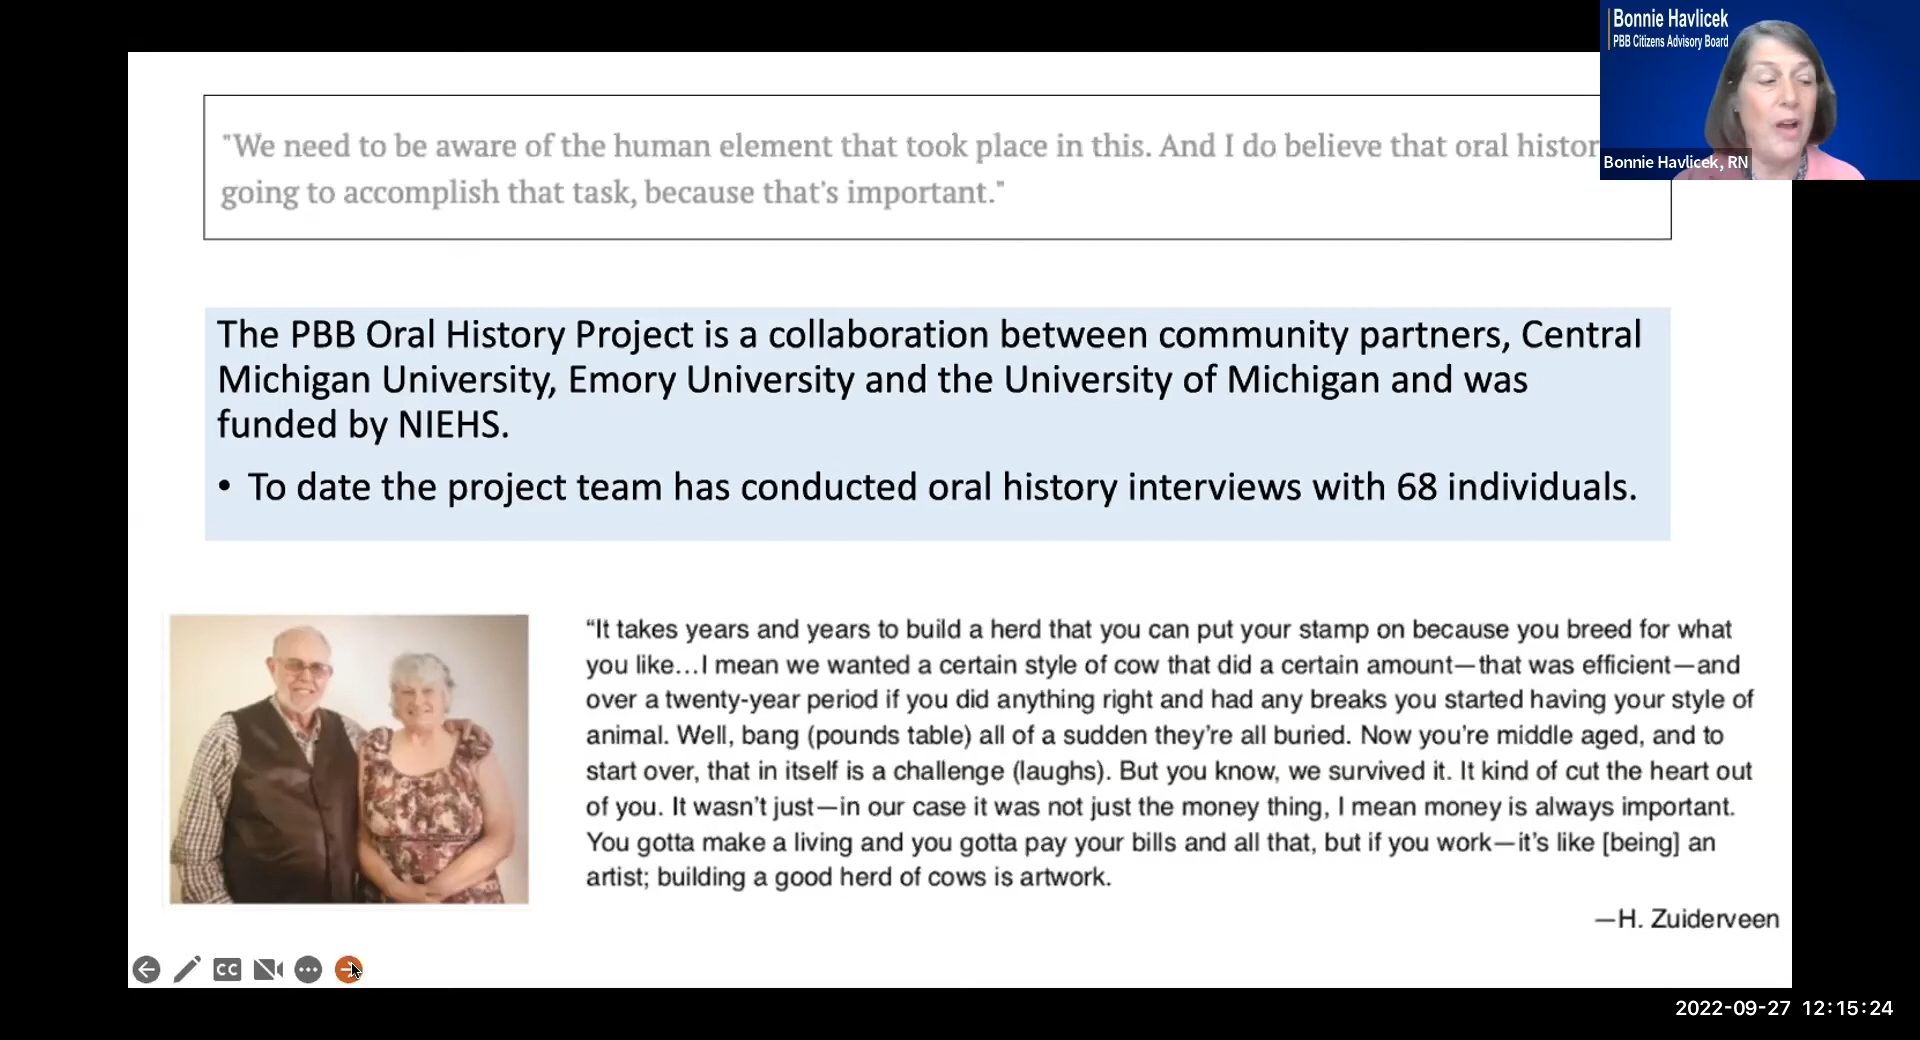 Bonnie Havlicek
PBB Citizens Advisory Board
Bonnie Havlicek, RN
"We need to be aware of the human element that took place in this. And I do believe that oral histor
going to accomplish that task, because that's important."
The PBB Oral History Project is a collaboration between community partners, Central
Michigan University, Emory University and the University of Michigan and was
funded by NIEHS.
• To date the project team has conducted oral history interviews with 68 individuals.
“It takes years and years to build a herd that you can put your stamp on because you breed for what
you like…I mean we wanted a certain style of cow that did a certain amount—that was efficient—and
over a twenty-year period if you did anything right and had any breaks you started having your style of
animal. Well, bang (pounds table) all of a sudden they’re all buried. Now you’re middle aged, and to
start over, that in itself is a challenge (laughs). But you know, we survived it. It kind of cut the heart out
of you. It wasn’t just—in our case it was not just the money thing, I mean money is always important.
You gotta make a living and you gotta pay your bills and all that, but if you work—it’s like [being] an
artist; building a good herd of cows is artwork.
—H. Zuiderveen
CC
2022-09-27 12:15:24